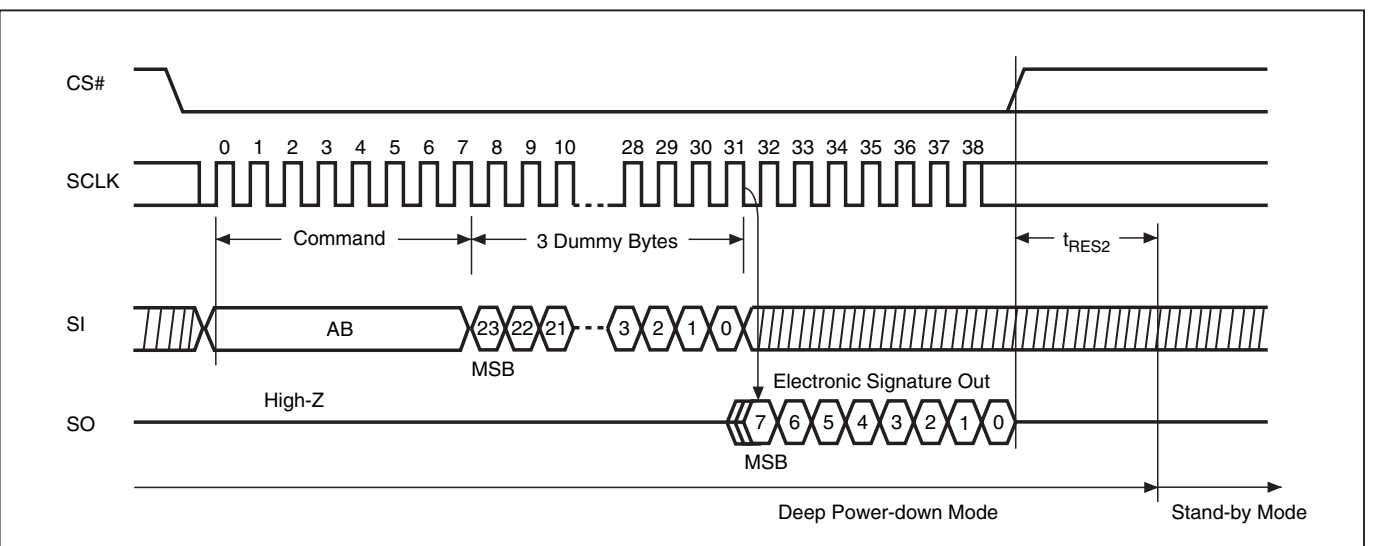 CS#
0 1 2 3 4 5 6 7 8 9 10 28 29 30 31 32 33 34 35 36 37 38
SCLK
Command 3 Dummy Bytes tRES2
SI AB 23 22 21 3 2 1 0
MSB
Electronic Signature Out
High-Z
SO 7 6 5 4 3 2 1 0
MSB
Deep Power-down Mode Stand-by Mode